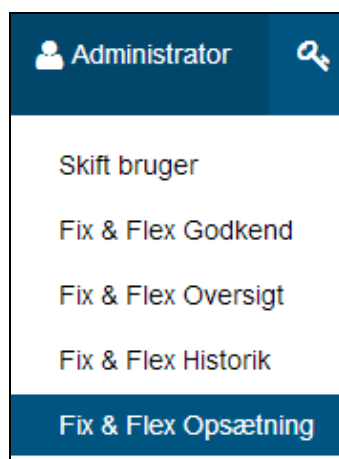 Administrator
Skift bruger
Fix & Flex Godkend
Fix & Flex Oversigt
Fix & Flex Historik
Fix & Flex Opsætning